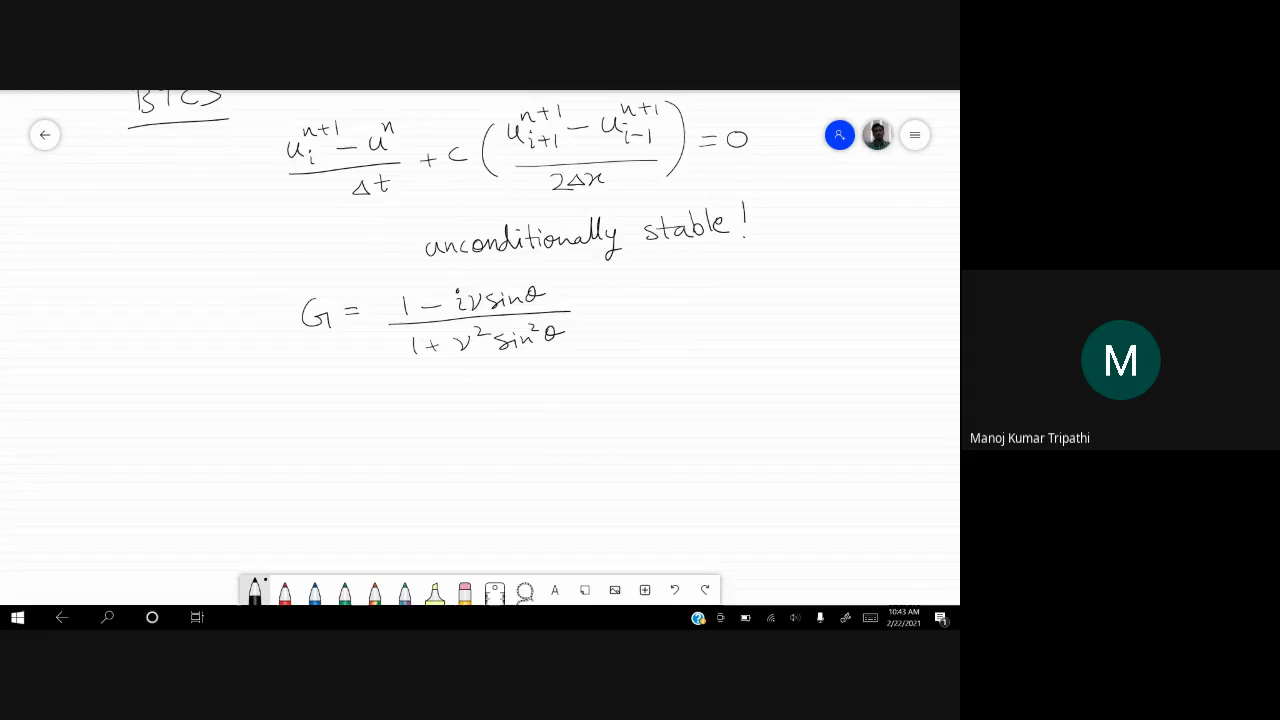 BTCS
(u_i^{n+1} - u^n)/Δt + c ((u_{i+1}^{n+1} - u_{i-1}^{n+1})/2Δx) = 0
unconditionally stable!
G = (1 - iν sinθ)/(1 + ν² sin²θ)
M
Manoj Kumar Tripathi
A
10:43 AM
2/22/2021
1